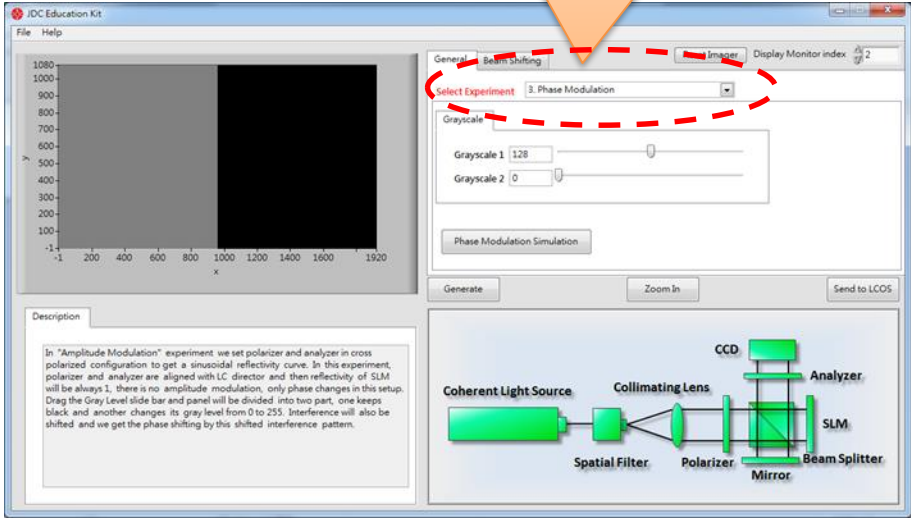 JDC Education Kit
File Help
General Beam Shifting Display Monitor index 2
Select Experiment 3. Phase Modulation
Grayscale
Grayscale 1 128
Grayscale 2 0
Phase Modulation Simulation
Generate Zoom In Send to LCOS
1080
1000
900
800
700
600
500
400
300
200
100
-1
y
-1 200 400 600 800 1000 1200 1400 1600 1920
x
Description
In "Amplitude Modulation" experiment we set polarizer and analyzer in cross
polarized configuration to get a sinusoidal reflectivity curve. In this experiment,
polarizer and analyzer are aligned with LC director and then reflectivity of SLM
will be always 1, there is no amplitude modulation, only phase changes in this setup.
Drag the Gray Level slide bar and panel will be divided into two part, one keeps
black and another changes its gray level from 0 to 255. Interference will also be
shifted and we get the phase shifting by this shifted interference pattern.
CCD
Analyzer
Coherent Light Source
Collimating Lens
SLM
Spatial Filter
Polarizer
Beam Splitter
Mirror